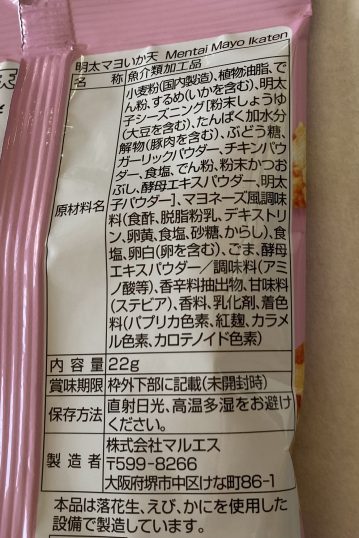 明太マヨいか天 Mentai Mayo Ikaten
名 称 魚介類加工品
原材料名
小麦粉(国内製造)、植物油脂、で
ん粉、するめ(いかを含む)、明太
子シーズニング[粉末しょうゆ
(大豆を含む)、たんぱく加水分
解物(豚肉を含む)、ぶどう糖、
ガーリックパウダー、チキンパウ
ダー、食塩、でん粉、粉末かつお
ぶし、酵母エキスパウダー、明太
子パウダー]、マヨネーズ風調味
料(食酢、脱脂粉乳、デキストリ
ン、卵黄、食塩、砂糖、からし)、食
塩、卵白(卵を含む)、ごま、酵母
エキスパウダー/調味料(アミ
ノ酸等)、香辛料抽出物、甘味料
(ステビア)、香料、乳化剤、着色
料(パプリカ色素、紅麹、カラメ
ル色素、カロテノイド色素)
内 容 量 22g
賞味期限 枠外下部に記載(未開封時)
保存方法 直射日光、高温多湿をお避け
ください。
製 造 者 株式会社マルエス
〒599-8266
大阪府堺市中区毛穴町86-1
本品は落花生、えび、かにを使用した
設備で製造しています。